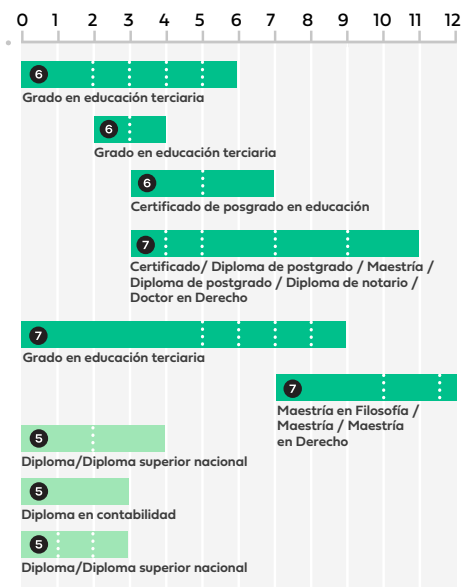 0 1 2 3 4 5 6 7 8 9 10 11 12
6
Grado en educación terciaria
6
Grado en educación terciaria
6
Certificado de posgrado en educación
7
Certificado/ Diploma de postgrado / Maestría /
Diploma de postgrado / Diploma de notario /
Doctor en Derecho
7
Grado en educación terciaria
7
Maestría en Filosofía /
Maestría / Maestría
en Derecho
5
Diploma/Diploma superior nacional
5
Diploma en contabilidad
5
Diploma/Diploma superior nacional